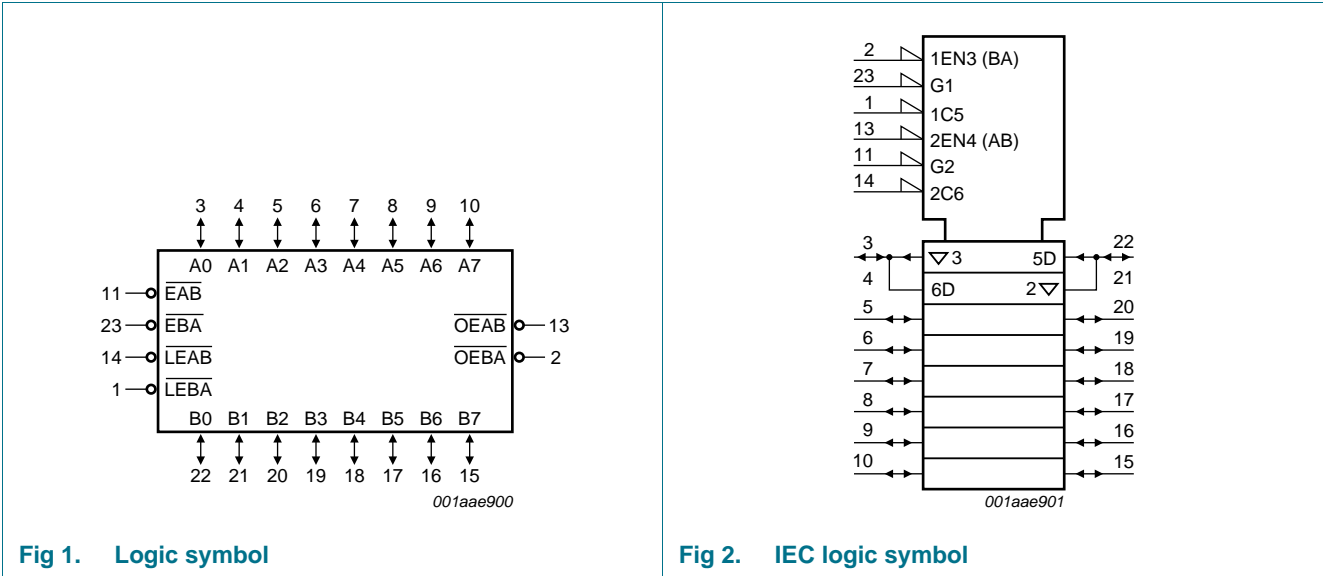 3 4 5 6 7 8 9 10
A0 A1 A2 A3 A4 A5 A6 A7
11 EAB
23 EBA OEAB 13
14 LEAB OEBA 2
1 LEBA
B0 B1 B2 B3 B4 B5 B6 B7
22 21 20 19 18 17 16 15
001aae900
Fig 1. Logic symbol
2 1EN3 (BA)
23 G1
1 1C5
13 2EN4 (AB)
11 G2
14 2C6
3 ▽3 5D 22
4 6D 2▽ 21
5 20
6 19
7 18
8 17
9 16
10 15
001aae901
Fig 2. IEC logic symbol